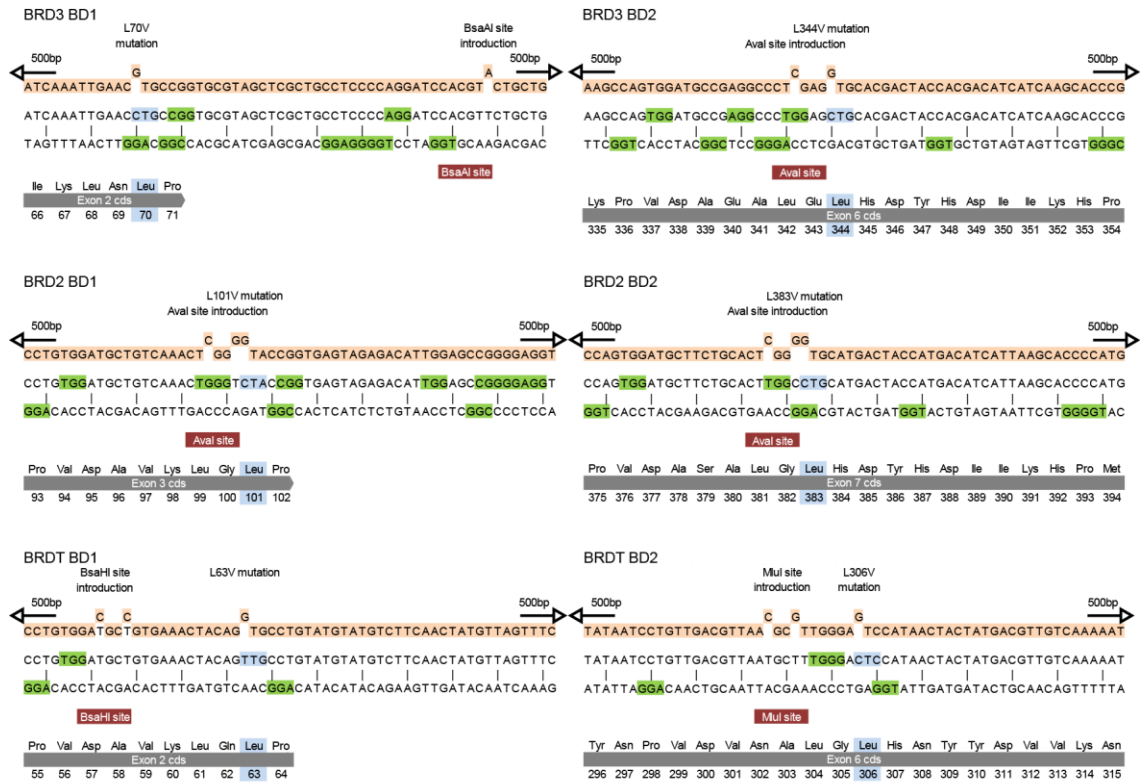 BRD3 BD1
L70V
mutation
BsaAI site
introduction
500bp 500bp
G A
ATCAAATTGAAC TGCCGGTGCGTAGCTCGCTGCCTCCCCAGGATCCACGT CTGCTG
ATCAAATTGAACCTGCCGGTGCGTAGCTCGCTGCCTCCCCAGGATCCACGTTCTGCTG
TAGTTTAACTTGGACGGCCACGCATCGAGCGACGGAGGGGTCCTAGGTGCAAGACGAC
BsaAI site
Ile Lys Leu Asn Leu Pro
Exon 2 cds
66 67 68 69 70 71
BRD3 BD2
L344V mutation
AvaI site introduction
500bp 500bp
C G
AAGCCAGTGGATGCCGAGGCCCT GAG TGCACGACTACCACGACATCATCAAGCACCCG
AAGCCAGTGGATGCCGAGGCCCTGGAGCTGCACGACTACCACGACATCATCAAGCACCCG
TTCGGTCACCTACGGCTCCGGGACCTCGACGTGCTGATGGTGCTGTAGTAGTTCGTGGGC
AvaI site
Lys Pro Val Asp Ala Glu Ala Leu Glu Leu His Asp Tyr His Asp Ile Ile Lys His Pro
Exon 6 cds
335 336 337 338 339 340 341 342 343 344 345 346 347 348 349 350 351 352 353 354
BRD2 BD1
L101V mutation
AvaI site introduction
500bp 500bp
C GG
CCTGTGGATGCTGTCAAACT GG TACCGGTGAGTAGAGACATTGGAGCCGGGGAGGT
CCTGTGGATGCTGTCAAACTGGGTCTACCGGTGAGTAGAGACATTGGAGCCGGGGAGGT
GGACACCTACGACAGTTTGACCCAGATGGCCACTCATCTCTGTAACCTCGGCCCCTCCA
AvaI site
Pro Val Asp Ala Val Lys Leu Gly Leu Pro
Exon 3 cds
93 94 95 96 97 98 99 100 101 102
BRD2 BD2
L383V mutation
AvaI site introduction
500bp 500bp
C GG
CCAGTGGATGCTTCTGCACT GG TGCATGACTACCATGACATCATTAAGCACCCCATG
CCAGTGGATGCTTCTGCACTTGGCCTGCATGACTACCATGACATCATTAAGCACCCCATG
GGTCACCTACGAAGACGTGAACCGGACGTACTGATGGTACTGTAGTAATTCGTGGGGTAC
AvaI site
Pro Val Asp Ala Ser Ala Leu Gly Leu His Asp Tyr His Asp Ile Ile Lys His Pro Met
Exon 7 cds
375 376 377 378 379 380 381 382 383 384 385 386 387 388 389 390 391 392 393 394
BRDT BD1
BsaHI site
introduction
L63V mutation
500bp 500bp
C C G
CCTGTGGATGCTGTGAAACTACAG TGCCTGTATGTATGTCTTCAACTATGTTAGTTTC
CCTGTGGATGCTGTGAAACTACAGTTGCCTGTATGTATGTCTTCAACTATGTTAGTTTC
GGACACCTACGACACTTTGATGTCAACGGACATACATACAGAAGTTGATACAATCAAAG
BsaHI site
Pro Val Asp Ala Val Lys Leu Gln Leu Pro
Exon 2 cds
55 56 57 58 59 60 61 62 63 64
BRDT BD2
MluI site
introduction
L306V
mutation
500bp 500bp
C G G
TATAATCCTGTTGACGTTAA GC TTGGGA TCCATAACTACTATGACGTTGTCAAAAAT
TATAATCCTGTTGACGTTAATGCTTTGGGACTCCATAACTACTATGACGTTGTCAAAAAT
ATATTAGGACAACTGCAATTACGAAACCCTGAGGTATTGATGATACTGCAACAGTTTTTA
MluI site
Tyr Asn Pro Val Asp Val Asn Ala Leu Gly Leu His Asn Tyr Tyr Asp Val Val Lys Asn
Exon 6 cds
296 297 298 299 300 301 302 303 304 305 306 307 308 309 310 311 312 313 314 315